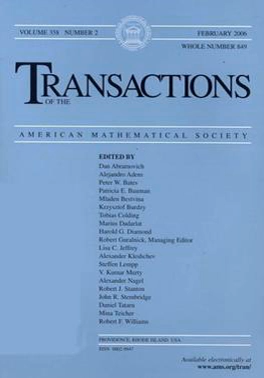 VOLUME 358 NUMBER 2
FEBRUARY 2006
WHOLE NUMBER 849
TRANSACTIONS
OF THE
AMERICAN MATHEMATICAL SOCIETY
EDITED BY
Dan Abramovich
Alejandro Adem
Peter W. Bates
Patricia E. Bauman
Mladen Bestvina
Krzysztof Burdzy
Tobias Colding
Marius Dadarlat
Harold G. Diamond
Robert Guralnick, Managing Editor
Lisa C. Jeffrey
Alexander Kleshchev
Steffen Lempp
V. Kumar Murty
Alexander Nagel
Robert J. Stanton
John R. Stembridge
Daniel Tataru
Mina Teicher
Robert F. Williams
PROVIDENCE, RHODE ISLAND USA
ISSN 0002-9947
Available electronically at
www.ams.org/tran/